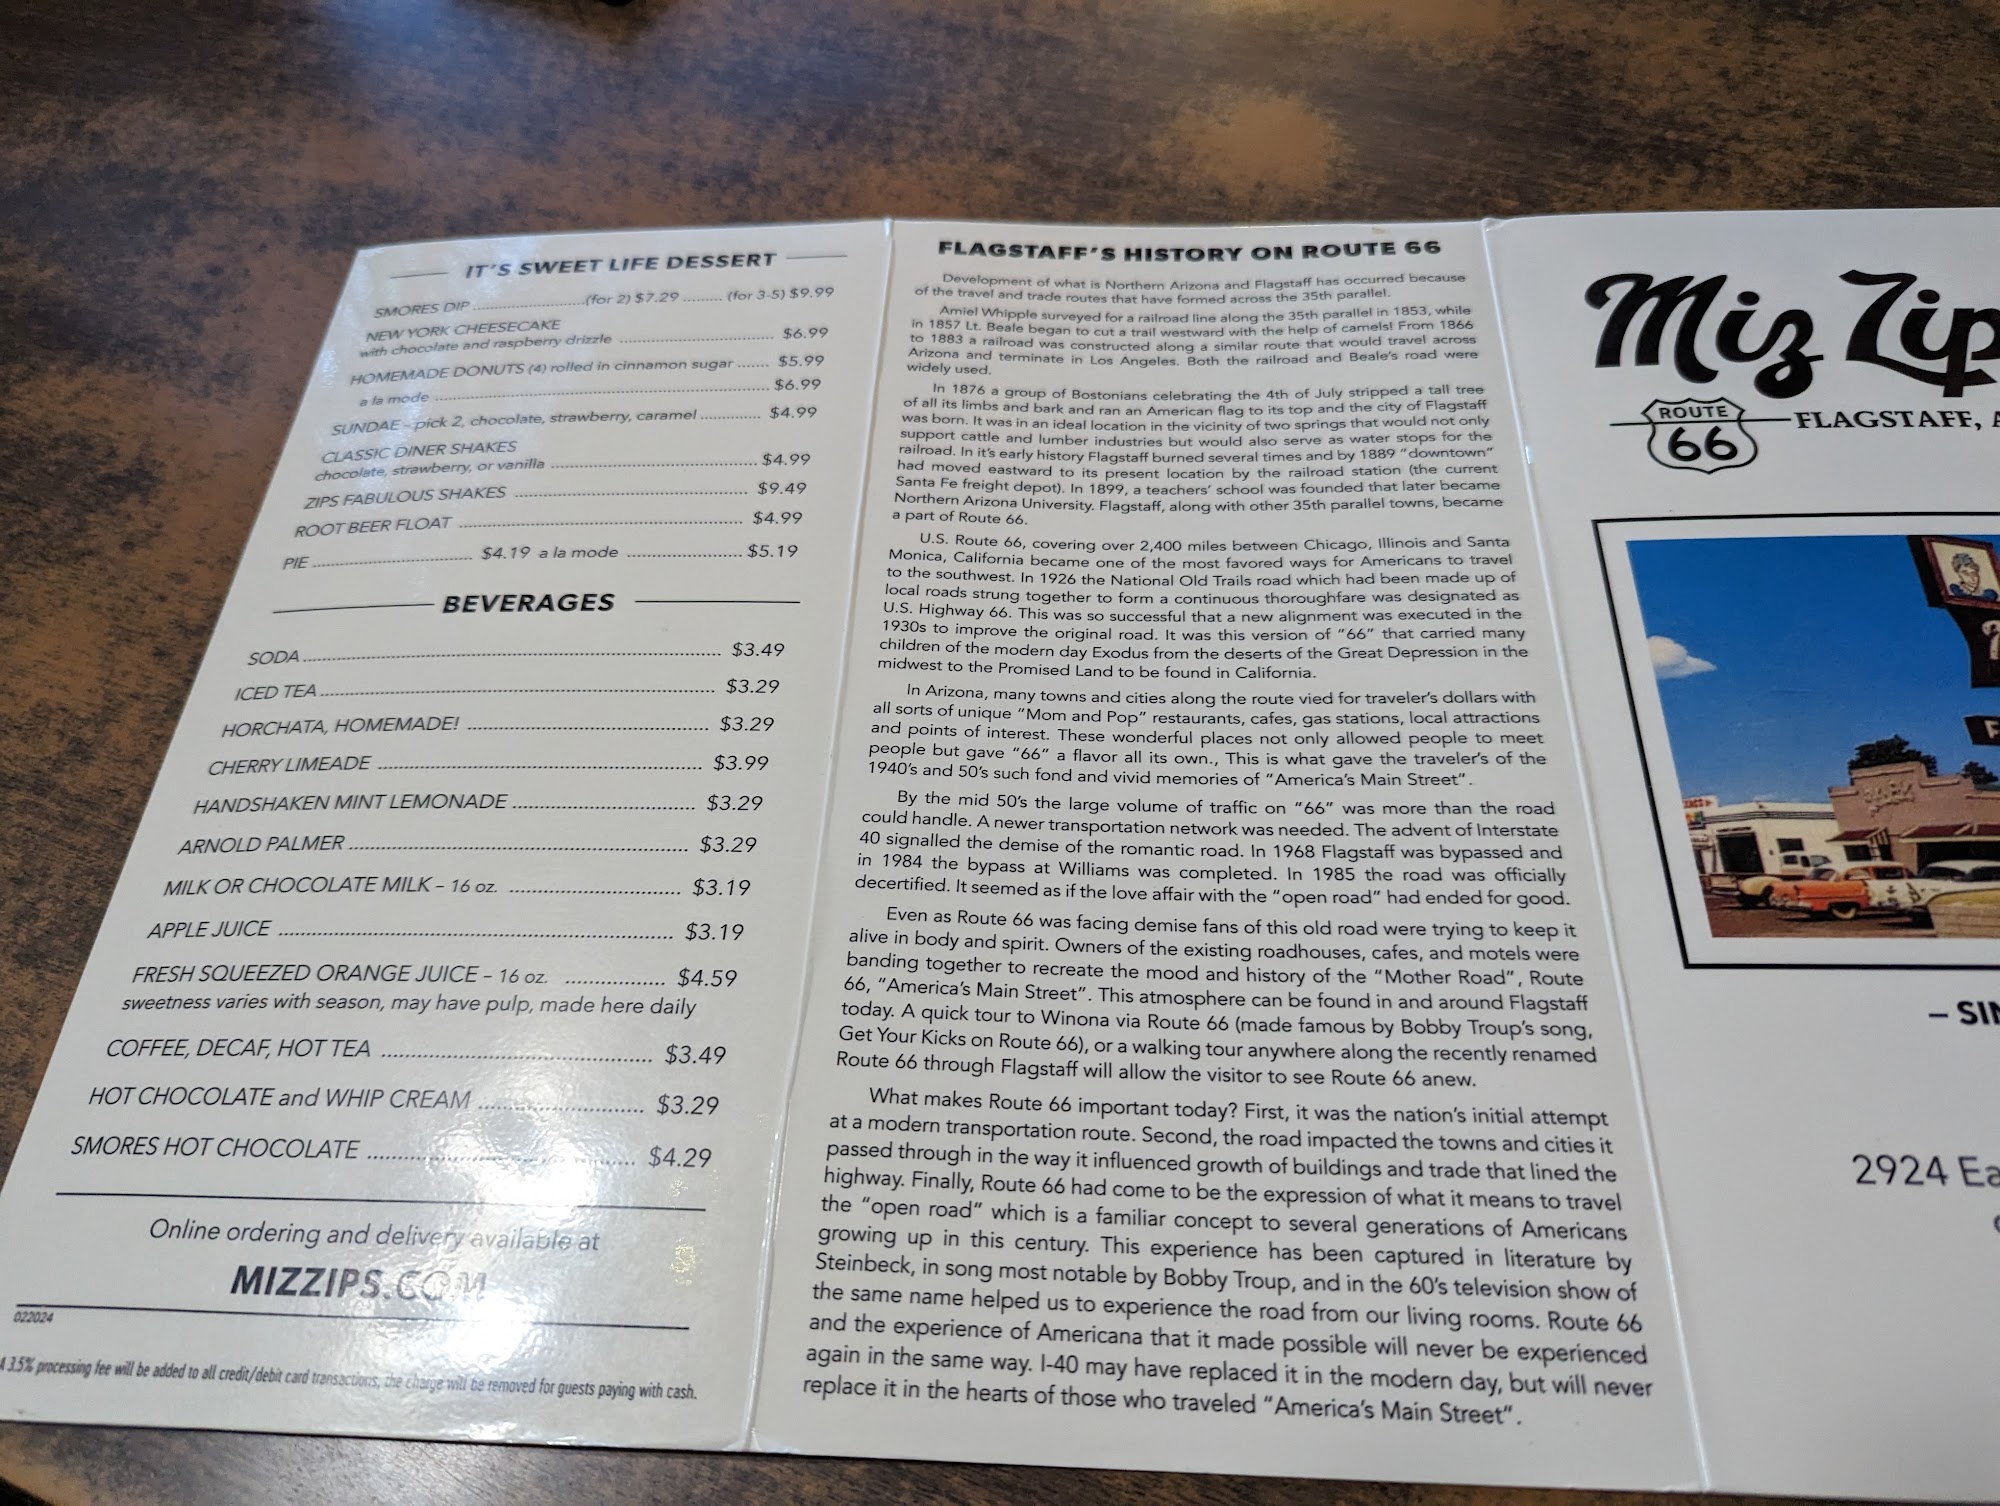 IT'S SWEET LIFE DESSERT
SMORES DIP ........................(for 2) $7.29 ......... (for 3-5) $9.99
NEW YORK CHEESECAKE
with chocolate and raspberry drizzle ........................ $6.99
HOMEMADE DONUTS (4) rolled in cinnamon sugar ....... $5.99
a la mode ........................ $6.99
SUNDAE – pick 2, chocolate, strawberry, caramel ............. $4.99
CLASSIC DINER SHAKES
chocolate, strawberry, or vanilla ........................ $4.99
ZIPS FABULOUS SHAKES ........................ $9.49
ROOT BEER FLOAT ........................ $4.99
PIE ........................ $4.19 a la mode ........................ $5.19
BEVERAGES
SODA ........................ $3.49
ICED TEA ........................ $3.29
HORCHATA, HOMEMADE! ........................ $3.29
CHERRY LIMEADE ........................ $3.99
HANDSHAKEN MINT LEMONADE ........................ $3.29
ARNOLD PALMER ........................ $3.29
MILK OR CHOCOLATE MILK – 16 oz. ........................ $3.19
APPLE JUICE ........................ $3.19
FRESH SQUEEZED ORANGE JUICE – 16 oz. .................. $4.59
sweetness varies with season, may have pulp, made here daily
COFFEE, DECAF, HOT TEA ........................ $3.49
HOT CHOCOLATE and WHIP CREAM ........................ $3.29
SMORES HOT CHOCOLATE ........................ $4.29
Online ordering and delivery available at
MIZZIPS.COM
022024
A 3.5% processing fee will be added to all credit/debit card transactions, the charge will be removed for guests paying with cash.
FLAGSTAFF'S HISTORY ON ROUTE 66
Development of what is Northern Arizona and Flagstaff has occurred because
of the travel and trade routes that have formed across the 35th parallel.
Amiel Whipple surveyed for a railroad line along the 35th parallel in 1853, while
in 1857 Lt. Beale began to cut a trail westward with the help of camels! From 1866
to 1883 a railroad was constructed along a similar route that would travel across
Arizona and terminate in Los Angeles. Both the railroad and Beale's road were
widely used.
In 1876 a group of Bostonians celebrating the 4th of July stripped a tall tree
of all its limbs and bark and ran an American flag to its top and the city of Flagstaff
was born. It was in an ideal location in the vicinity of two springs that would not only
support cattle and lumber industries but would also serve as water stops for the
railroad. In it's early history Flagstaff burned several times and by 1889 "downtown"
had moved eastward to its present location by the railroad station (the current
Santa Fe freight depot). In 1899, a teachers' school was founded that later became
Northern Arizona University. Flagstaff, along with other 35th parallel towns, became
a part of Route 66.
U.S. Route 66, covering over 2,400 miles between Chicago, Illinois and Santa
Monica, California became one of the most favored ways for Americans to travel
to the southwest. In 1926 the National Old Trails road which had been made up of
local roads strung together to form a continuous thoroughfare was designated as
U.S. Highway 66. This was so successful that a new alignment was executed in the
1930s to improve the original road. It was this version of "66" that carried many
children of the modern day Exodus from the deserts of the Great Depression in the
midwest to the Promised Land to be found in California.
In Arizona, many towns and cities along the route vied for traveler's dollars with
all sorts of unique "Mom and Pop" restaurants, cafes, gas stations, local attractions
and points of interest. These wonderful places not only allowed people to meet
people but gave "66" a flavor all its own., This is what gave the traveler's of the
1940's and 50's such fond and vivid memories of "America's Main Street".
By the mid 50's the large volume of traffic on "66" was more than the road
could handle. A newer transportation network was needed. The advent of Interstate
40 signalled the demise of the romantic road. In 1968 Flagstaff was bypassed and
in 1984 the bypass at Williams was completed. In 1985 the road was officially
decertified. It seemed as if the love affair with the "open road" had ended for good.
Even as Route 66 was facing demise fans of this old road were trying to keep it
alive in body and spirit. Owners of the existing roadhouses, cafes, and motels were
banding together to recreate the mood and history of the "Mother Road", Route
66, "America's Main Street". This atmosphere can be found in and around Flagstaff
today. A quick tour to Winona via Route 66 (made famous by Bobby Troup's song,
Get Your Kicks on Route 66), or a walking tour anywhere along the recently renamed
Route 66 through Flagstaff will allow the visitor to see Route 66 anew.
What makes Route 66 important today? First, it was the nation's initial attempt
at a modern transportation route. Second, the road impacted the towns and cities it
passed through in the way it influenced growth of buildings and trade that lined the
highway. Finally, Route 66 had come to be the expression of what it means to travel
the "open road" which is a familiar concept to several generations of Americans
growing up in this century. This experience has been captured in literature by
Steinbeck, in song most notable by Bobby Troup, and in the 60's television show of
the same name helped us to experience the road from our living rooms. Route 66
and the experience of Americana that it made possible will never be experienced
again in the same way. I-40 may have replaced it in the modern day, but will never
replace it in the hearts of those who traveled "America's Main Street".
Miz Zips
ROUTE
66
FLAGSTAFF, A
– SIN
2924 Ea